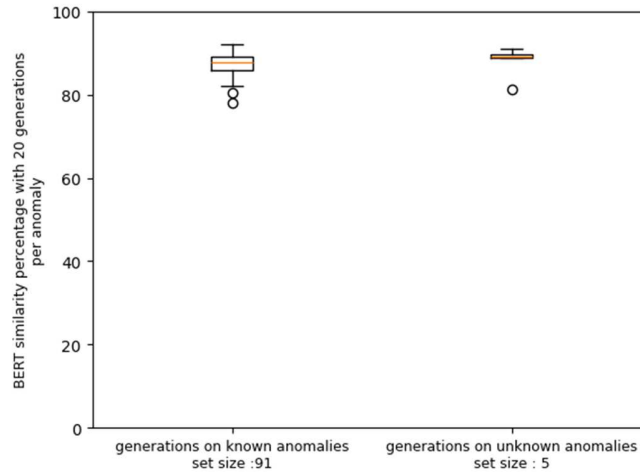 100
80
60
40
20
0
BERT similarity percentage with 20 generations
per anomaly
generations on known anomalies
set size :91
generations on unknown anomalies
set size : 5